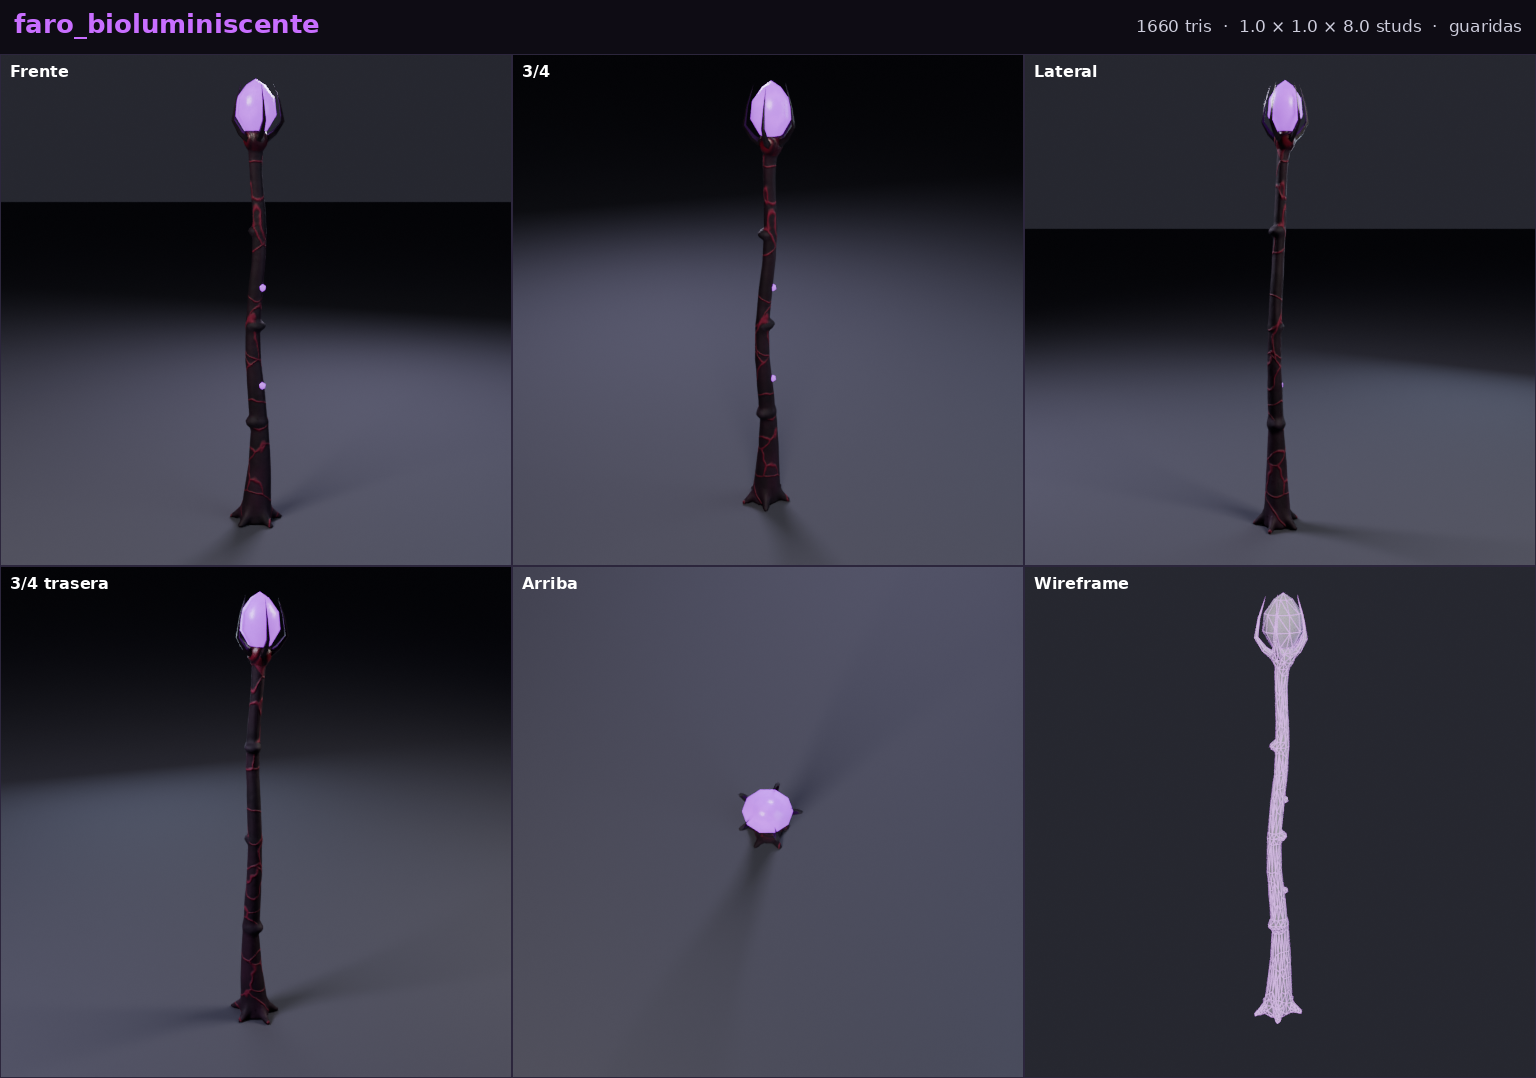 faro_bioluminiscente
1660 tris · 1.0 × 1.0 × 8.0 studs · guaridas
Frente
3/4
Lateral
3/4 trasera
Arriba
Wireframe